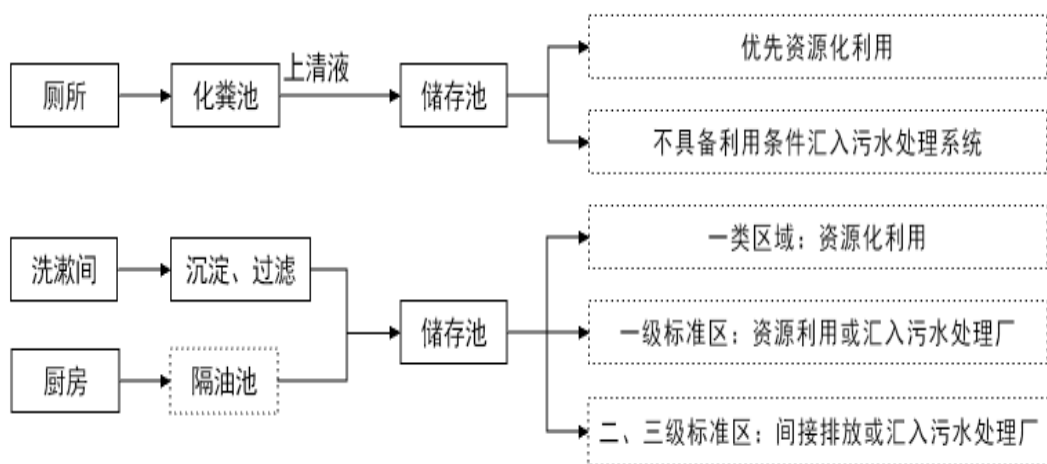 厕所
化粪池
上清液
储存池
优先资源化利用
不具备利用条件汇入污水处理系统
洗漱间
沉淀、过滤
厨房
隔油池
储存池
一类区域：资源化利用
一级标准区：资源利用或汇入污水处理厂
二、三级标准区：间接排放或汇入污水处理厂